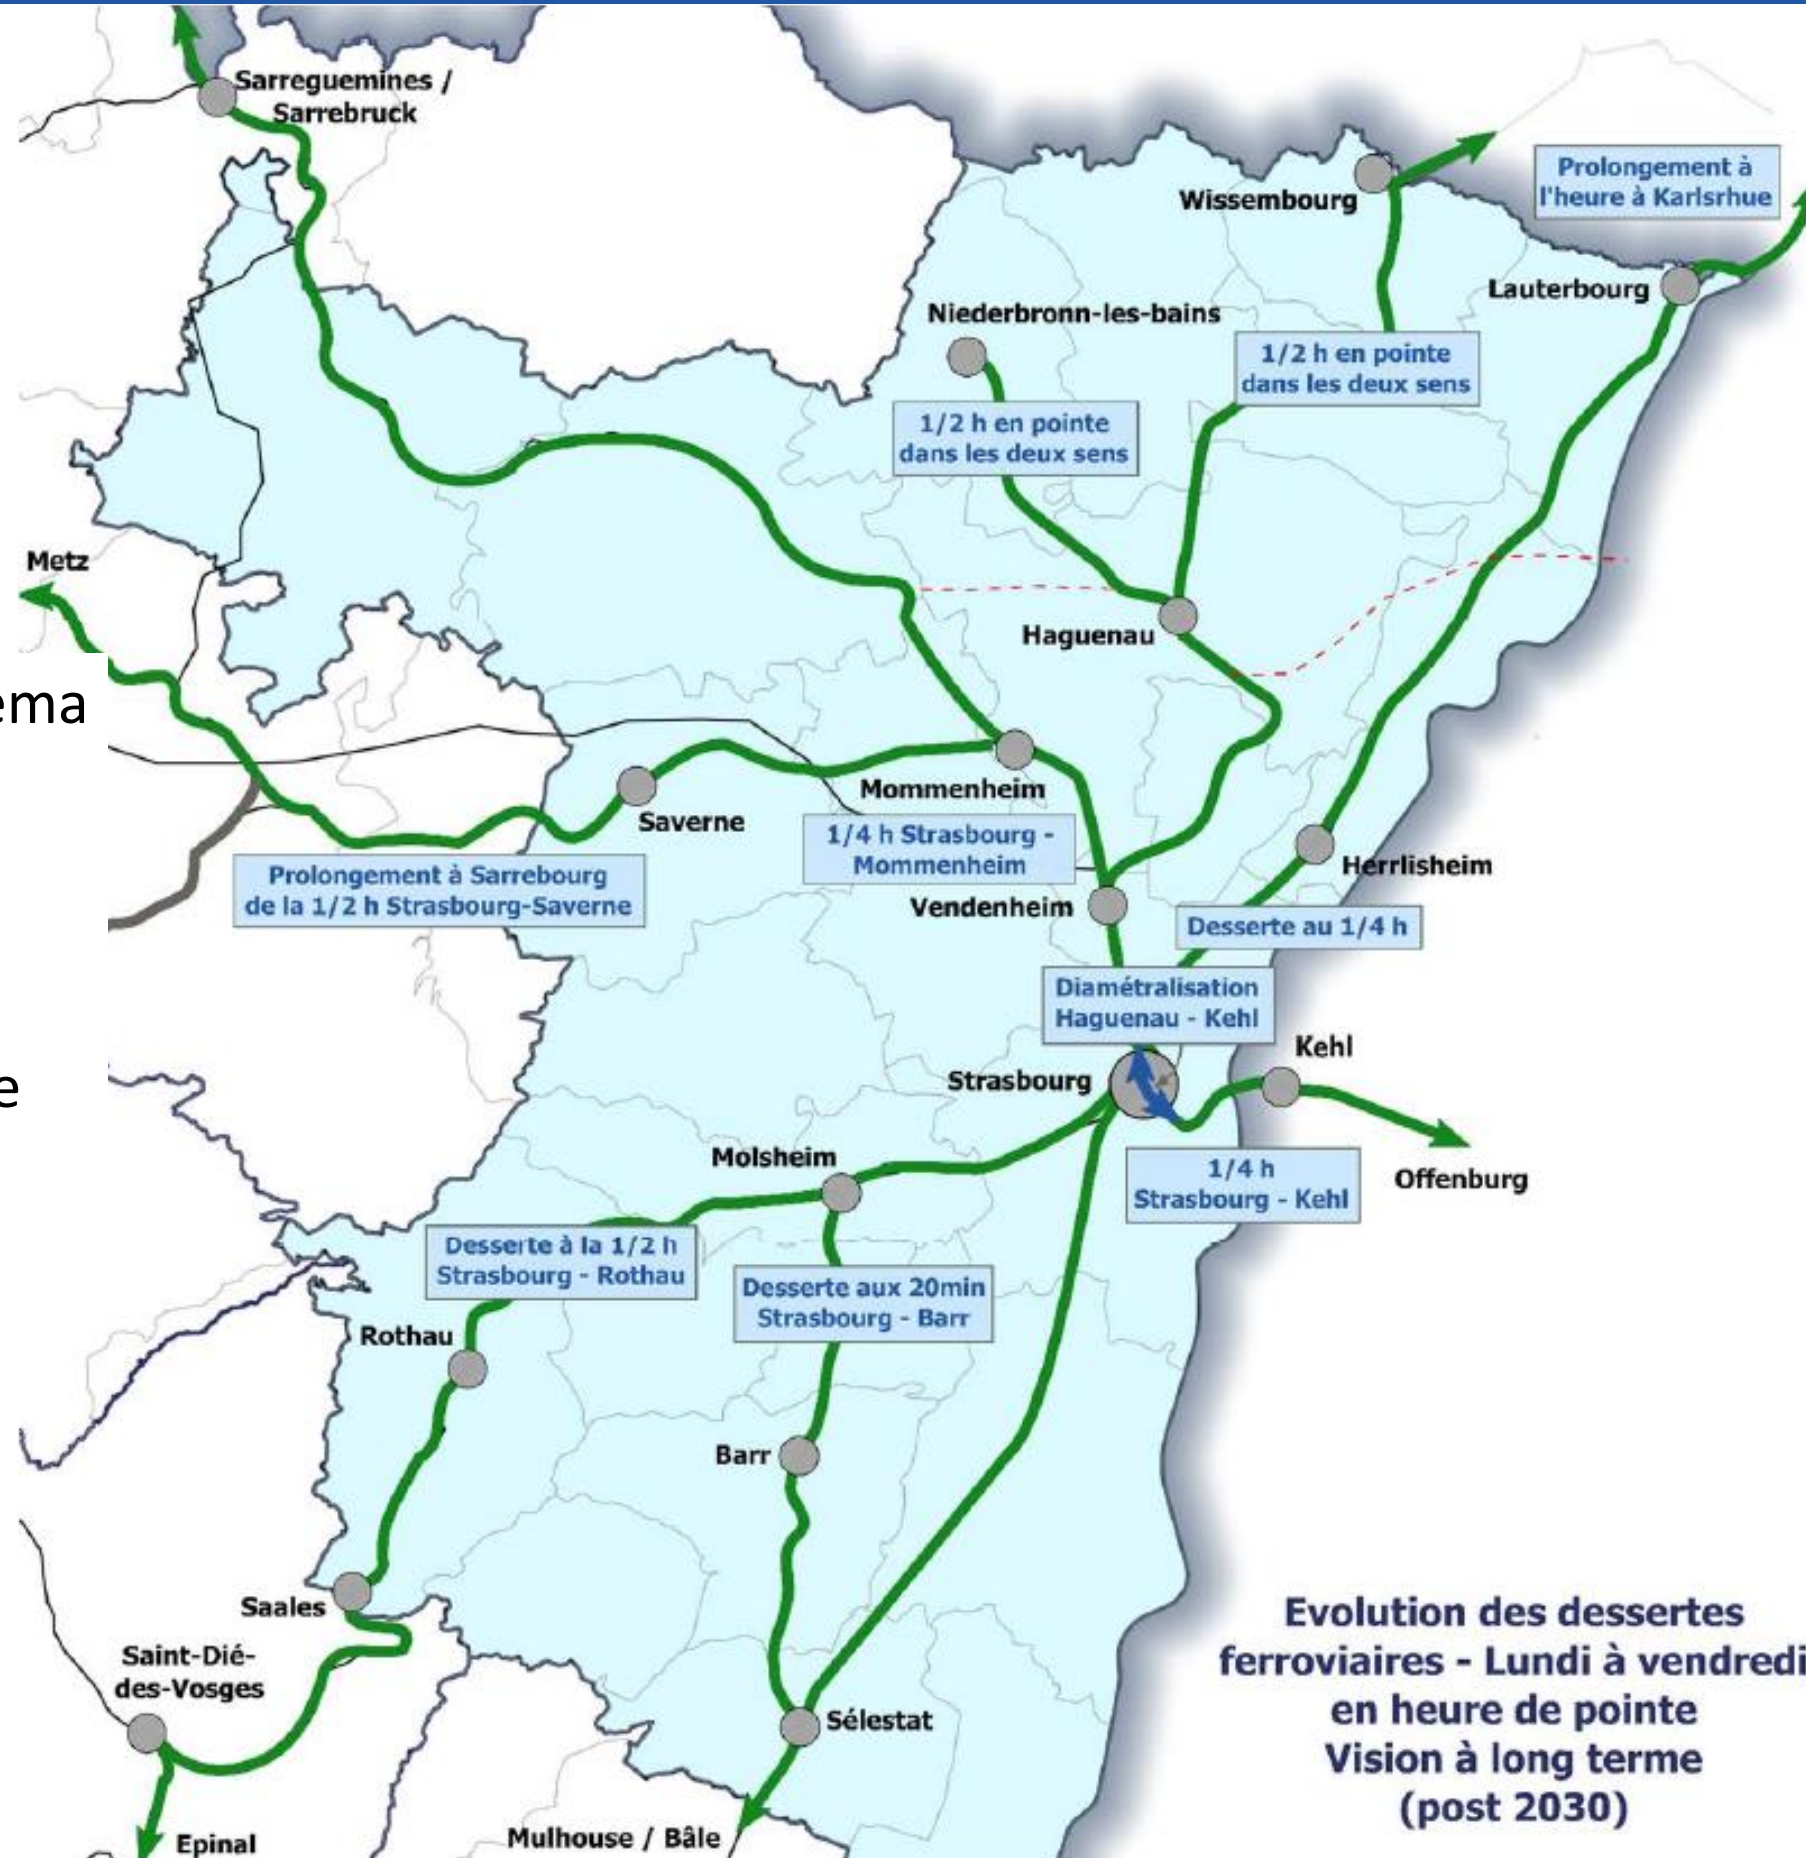 Sarreguemines /
Sarrebruck
Wissembourg
Prolongement à
l'heure à Karlsrhue
Lauterbourg
Niederbronn-les-bains
1/2 h en pointe
dans les deux sens
1/2 h en pointe
dans les deux sens
Metz
Haguenau
ema
Mommenheim
Saverne
1/4 h Strasbourg -
Mommenheim
Herrlisheim
Prolongement à Sarrebourg
de la 1/2 h Strasbourg-Saverne
Vendenheim
Desserte au 1/4 h
Diamétralisation
Haguenau - Kehl
Kehl
Strasbourg
e
Molsheim
1/4 h
Strasbourg - Kehl
Offenburg
Desserte à la 1/2 h
Strasbourg - Rothau
Desserte aux 20min
Strasbourg - Barr
Rothau
Barr
Saales
Saint-Dié-
des-Vosges
Sélestat
Evolution des dessertes
ferroviaires - Lundi à vendredi
en heure de pointe
Vision à long terme
(post 2030)
Mulhouse / Bâle
Epinal